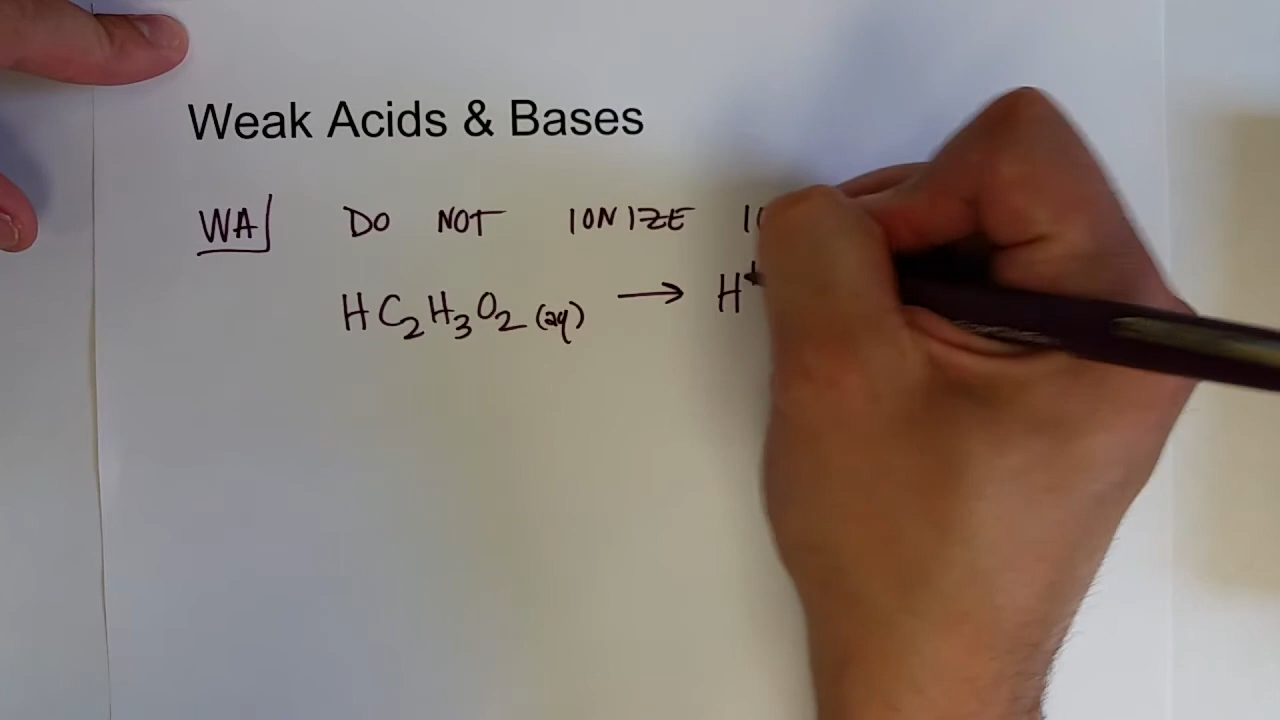 Weak Acids & Bases
WA DO NOT IONIZE
HC₂H₃O₂ (aq) → H⁺